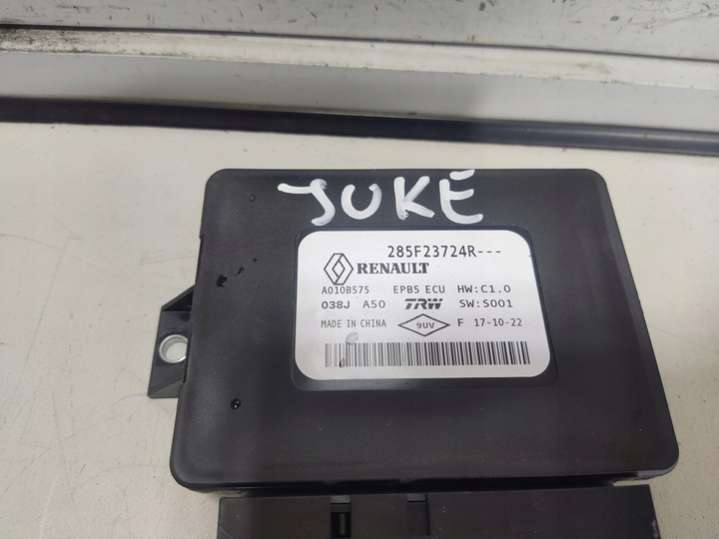 JUKE
285F23724R---
RENAULT
A010B575 EPB5 ECU HW:C1.0
038J A50 TRW SW:S001
MADE IN CHINA 9UV F 17-10-22